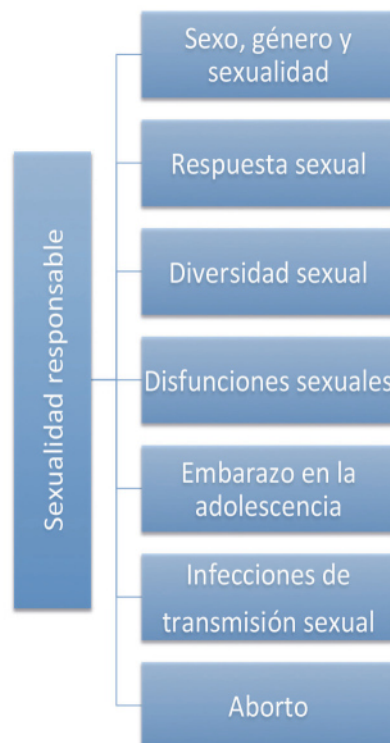 Sexualidad responsable
Sexo, género y
sexualidad
Respuesta sexual
Diversidad sexual
Disfunciones sexuales
Embarazo en la
adolescencia
Infecciones de
transmisión sexual
Aborto